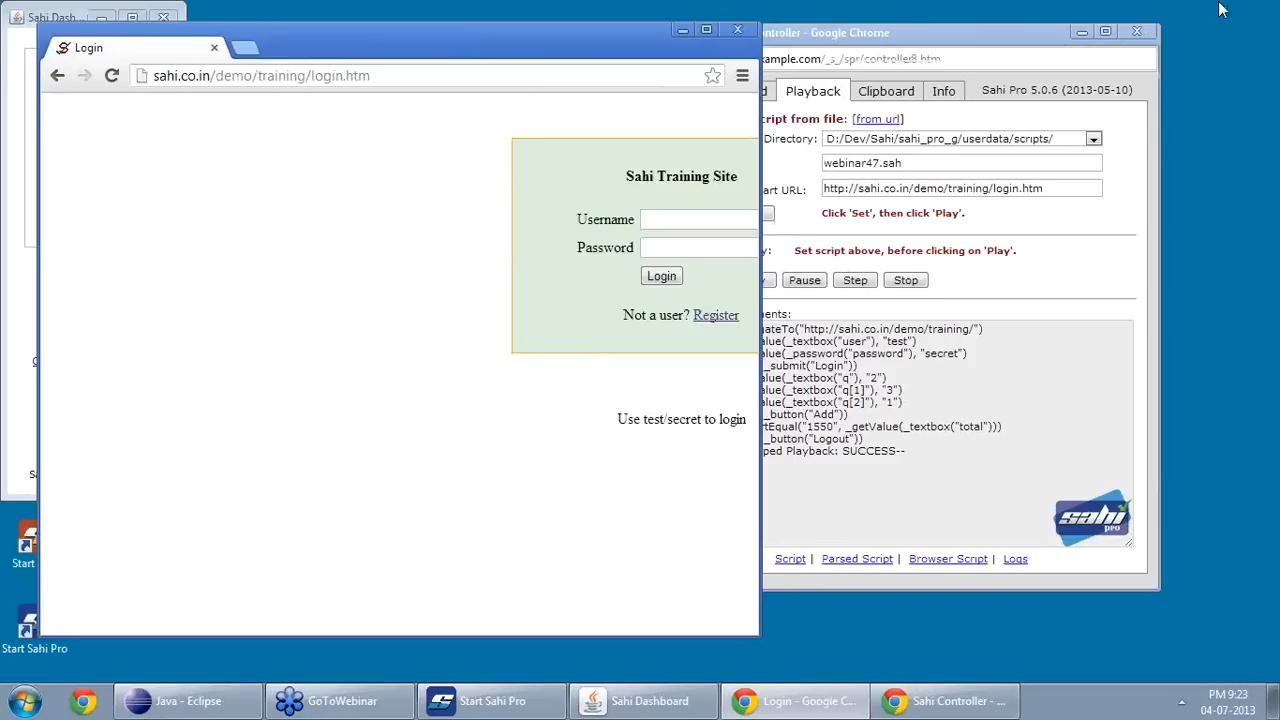 Sahi Dash...
Login
sahi.co.in/demo/training/login.htm
Sahi Training Site
Username
Password
Login
Not a user? Register
Use test/secret to login
ontroller - Google Chrome
xample.com/_s_/spr/controller8.htm
d
Playback
Clipboard
Info
Sahi Pro 5.0.6 (2013-05-10)
cript from file: [from url]
Directory:
D:/Dev/Sahi/sahi_pro_g/userdata/scripts/
webinar47.sah
art URL:
http://sahi.co.in/demo/training/login.htm
Click 'Set', then click 'Play'.
y:
Set script above, before clicking on 'Play'.
y
Pause
Step
Stop
ents:
gateTo("http://sahi.co.in/demo/training/")
alue(_textbox("user"), "test")
alue(_password("password"), "secret")
_submit("Login"))
alue(_textbox("q"), "2")
alue(_textbox("q[1]"), "3")
alue(_textbox("q[2]"), "1")
_button("Add"))
rtEqual("1550", _getValue(_textbox("total")))
_button("Logout"))
ped Playback: SUCCESS--
sahi
pro
Script | Parsed Script | Browser Script | Logs
Start
Start Sahi Pro
Java - Eclipse
GoToWebinar
Start Sahi Pro
Sahi Dashboard
Login - Google C...
Sahi Controller - ...
PM 9:23
04-07-2013